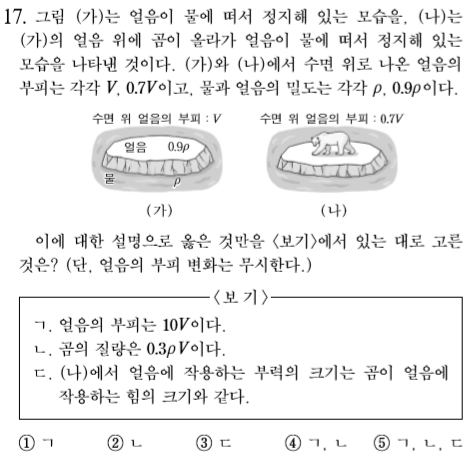 17. 그림 (가)는 얼음이 물에 떠서 정지해 있는 모습을, (나)는
(가)의 얼음 위에 곰이 올라가 얼음이 물에 떠서 정지해 있는
모습을 나타낸 것이다. (가)와 (나)에서 수면 위로 나온 얼음의
부피는 각각 V, 0.7V이고, 물과 얼음의 밀도는 각각 ρ, 0.9ρ이다.
수면 위 얼음의 부피 : V 수면 위 얼음의 부피 : 0.7V
얼음 0.9ρ
물 ρ
(가) (나)
이에 대한 설명으로 옳은 것만을 〈보기〉에서 있는 대로 고른
것은? (단, 얼음의 부피 변화는 무시한다.)
〈보 기〉
ㄱ. 얼음의 부피는 10V이다.
ㄴ. 곰의 질량은 0.3ρV이다.
ㄷ. (나)에서 얼음에 작용하는 부력의 크기는 곰이 얼음에
작용하는 힘의 크기와 같다.
① ㄱ ② ㄴ ③ ㄷ ④ ㄱ, ㄴ ⑤ ㄱ, ㄴ, ㄷ